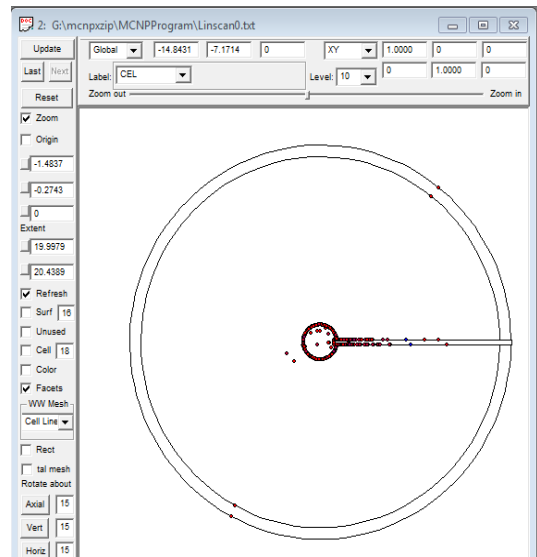 2: G:\mcnpxzip\MCNPProgram\Linscan0.txt
Update Global -14.8431 -7.1714 0 XY 1.0000 0 0
Last Next Label: CEL Level: 10 0 1.0000 0
Reset Zoom out Zoom in
Zoom
Origin
-1.4837
-0.2743
0
Extent
19.9979
20.4389
Refresh
Surf 16
Unused
Cell 18
Color
Facets
WW Mesh
Cell Line
Rect
tal mesh
Rotate about
Axial 15
Vert 15
Horiz 15